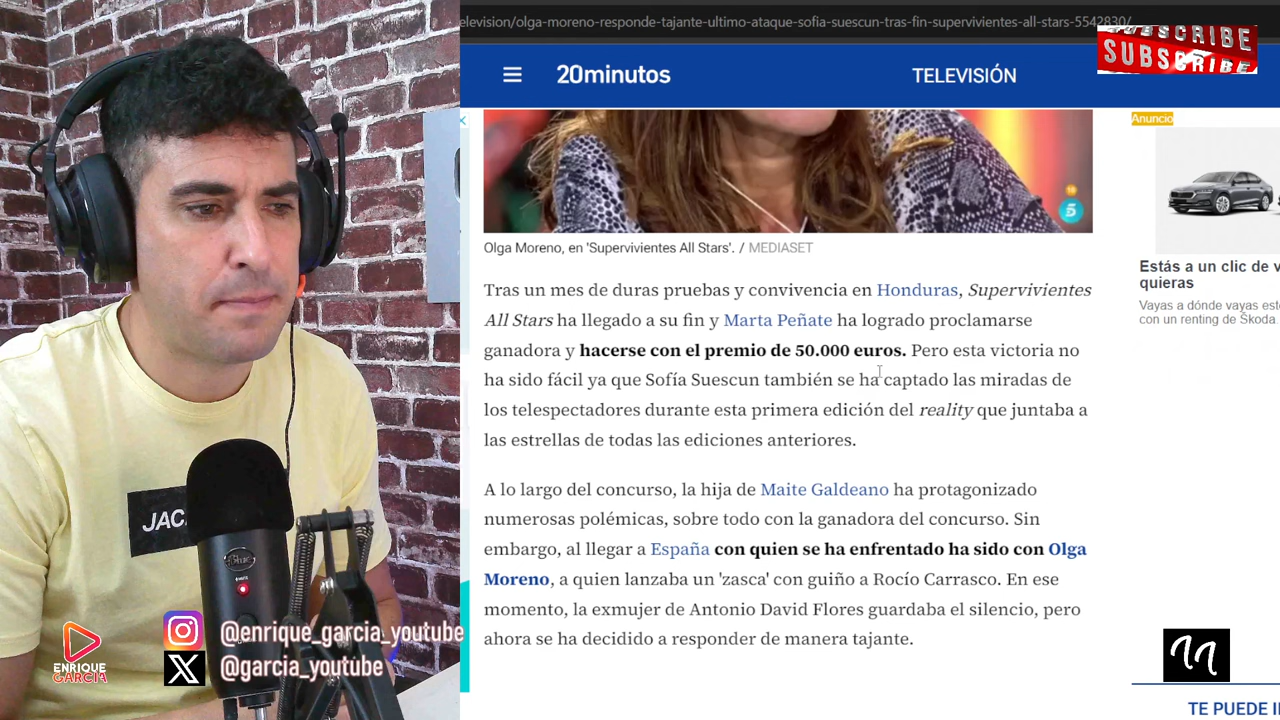 elevision/olga-moreno-responde-tajante-ultimo-ataque-sofia-suescun-tras-fin-supervivientes-all-stars-5542830/
SUBSCRIBE
SUBSCRIBE
20minutos
TELEVISIÓN
Anuncio
5
Olga Moreno, en 'Supervivientes All Stars'. / MEDIASET
Estás a un clic de v
quieras
Vayas a dónde vayas esté
con un renting de Škoda
Tras un mes de duras pruebas y convivencia en Honduras, Supervivientes
All Stars ha llegado a su fin y Marta Peñate ha logrado proclamarse
ganadora y hacerse con el premio de 50.000 euros. Pero esta victoria no
ha sido fácil ya que Sofía Suescun también se ha captado las miradas de
los telespectadores durante esta primera edición del reality que juntaba a
las estrellas de todas las ediciones anteriores.
A lo largo del concurso, la hija de Maite Galdeano ha protagonizado
numerosas polémicas, sobre todo con la ganadora del concurso. Sin
embargo, al llegar a España con quien se ha enfrentado ha sido con Olga
Moreno, a quien lanzaba un 'zasca' con guiño a Rocío Carrasco. En ese
momento, la exmujer de Antonio David Flores guardaba el silencio, pero
ahora se ha decidido a responder de manera tajante.
JAC
blue
@enrique_garcia_youtube
@garcia_youtube
ENRIQUE
GARCIA
TE PUEDE I